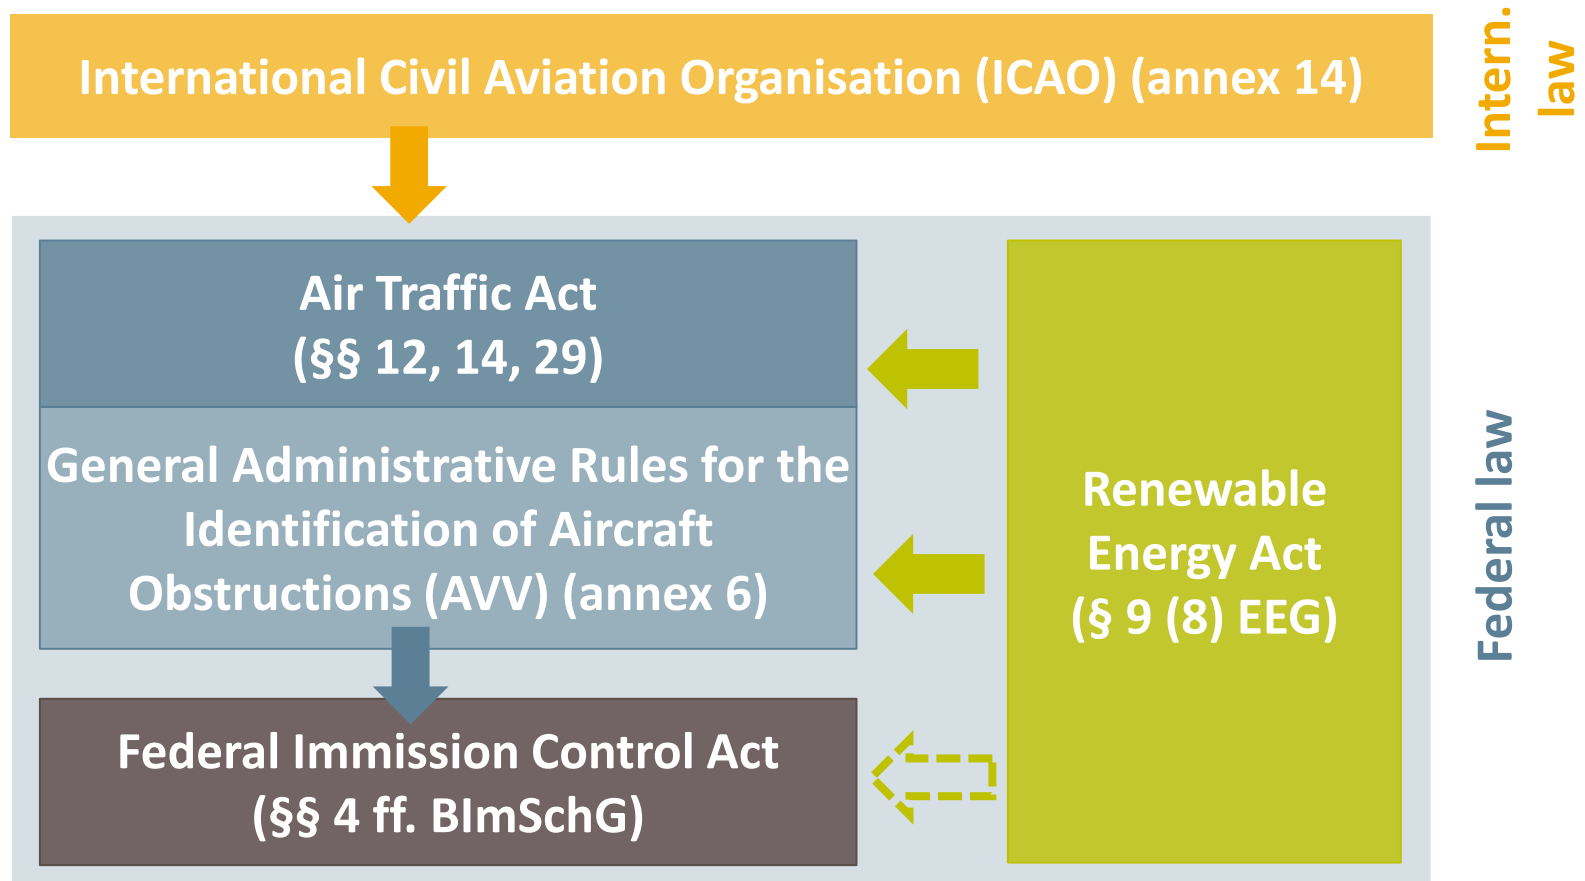 International Civil Aviation Organisation (ICAO) (annex 14)
Intern.
law
Air Traffic Act
(§§ 12, 14, 29)
General Administrative Rules for the
Identification of Aircraft
Obstructions (AVV) (annex 6)
Federal Immission Control Act
(§§ 4 ff. BImSchG)
Renewable
Energy Act
(§ 9 (8) EEG)
Federal law